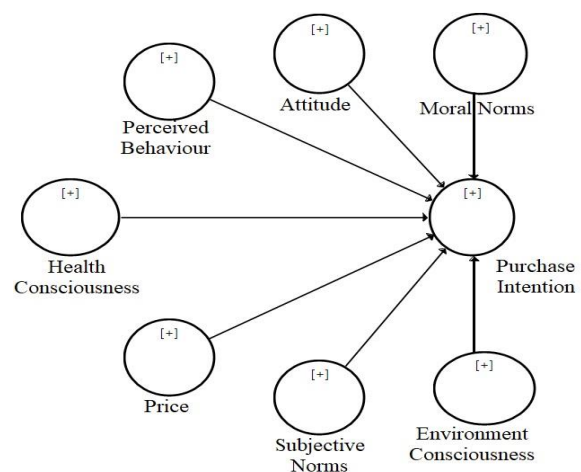 [+]
Attitude
[+]
Moral Norms
[+]
Perceived
Behaviour
[+]
Health
Consciousness
[+]
Purchase
Intention
[+]
Price
[+]
Subjective
Norms
[+]
Environment
Consciousness